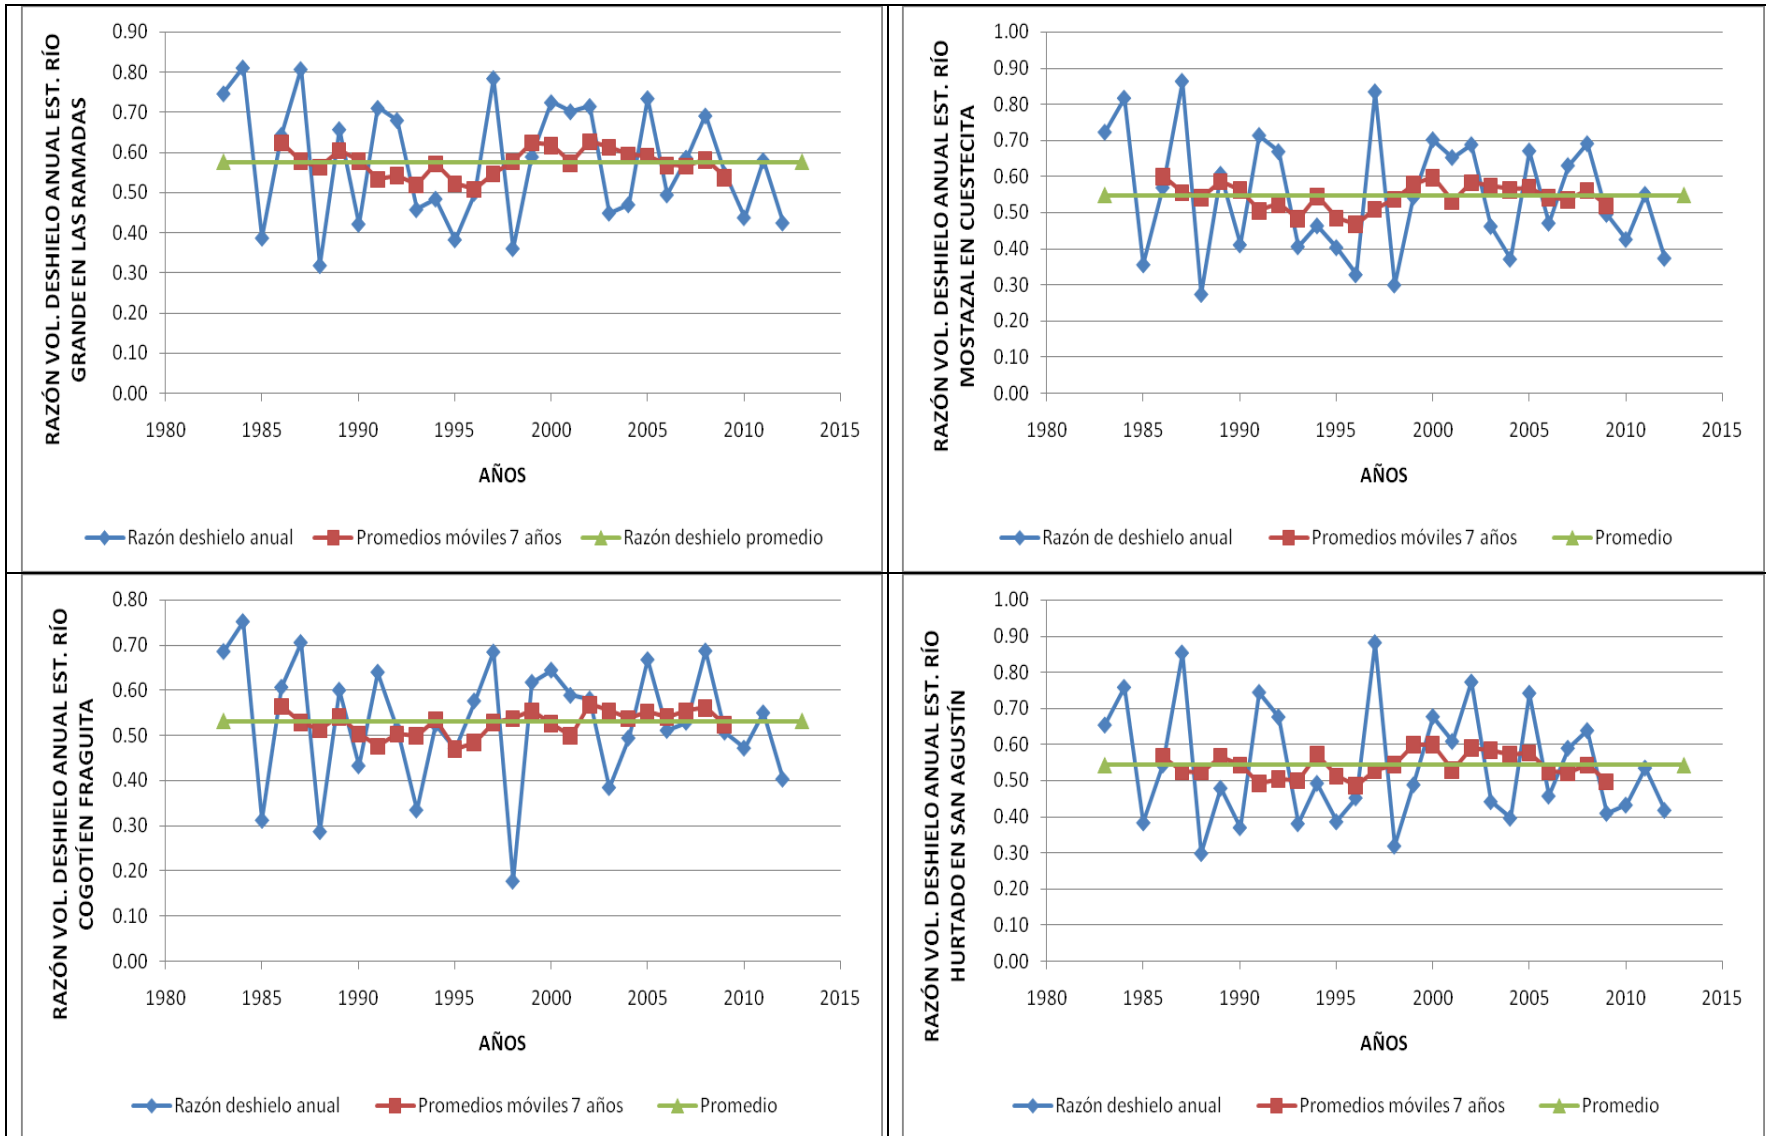 RAZÓN VOL. DESHIELO ANUAL EST. RÍO
GRANDE EN LAS RAMADAS
0.90
0.80
0.70
0.60
0.50
0.40
0.30
0.20
0.10
0.00
1980 1985 1990 1995 2000 2005 2010 2015
AÑOS
Razón deshielo anual Promedios móviles 7 años Razón deshielo promedio
RAZÓN VOL. DESHIELO ANUAL EST. RÍO
MOSTAZAL EN CUESTECITA
1.00
0.90
0.80
0.70
0.60
0.50
0.40
0.30
0.20
0.10
0.00
1980 1985 1990 1995 2000 2005 2010 2015
AÑOS
Razón de deshielo anual Promedios móviles 7 años Promedio
RAZÓN VOL. DESHIELO ANUAL EST. RÍO
COGOTÍ EN FRAGUITA
0.80
0.70
0.60
0.50
0.40
0.30
0.20
0.10
0.00
1980 1985 1990 1995 2000 2005 2010 2015
AÑOS
Razón deshielo anual Promedios móviles 7 años Promedio
RAZÓN VOL. DESHIELO ANUAL EST. RÍO
HURTADO EN SAN AGUSTÍN
1.00
0.90
0.80
0.70
0.60
0.50
0.40
0.30
0.20
0.10
0.00
1980 1985 1990 1995 2000 2005 2010 2015
AÑOS
Razón deshielo anual Promedios móviles 7 años Promedio